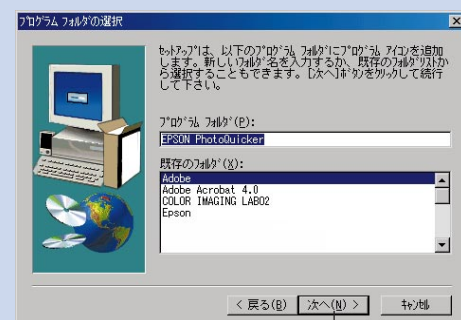 プログラム フォルダの選択
セットアップは、以下のプログラム フォルダにプログラム アイコンを追加
します。新しいフォルダ名を入力するか、既存のフォルダリストか
ら選択することもできます。[次へ]ボタンをクリックして続行
して下さい。
プログラム フォルダ(P):
EPSON PhotoQuicker
既存のフォルダ(X):
Adobe
Adobe Acrobat 4.0
COLOR IMAGING LABO2
Epson
< 戻る(B)
次へ(N) >
キャンセル